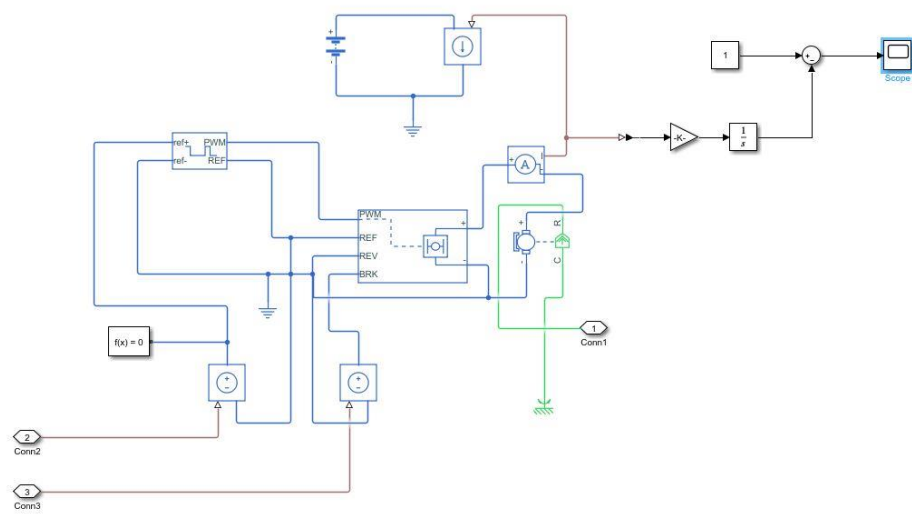 +
-
1
+
-
Scope
-K-
1
s
ref+
PWM
ref-
REF
+
A
I
-
PWM
REF
REV
BRK
+
-
+
-
R
C
1
Conn1
f(x) = 0
+
-
+
-
2
Conn2
3
Conn3